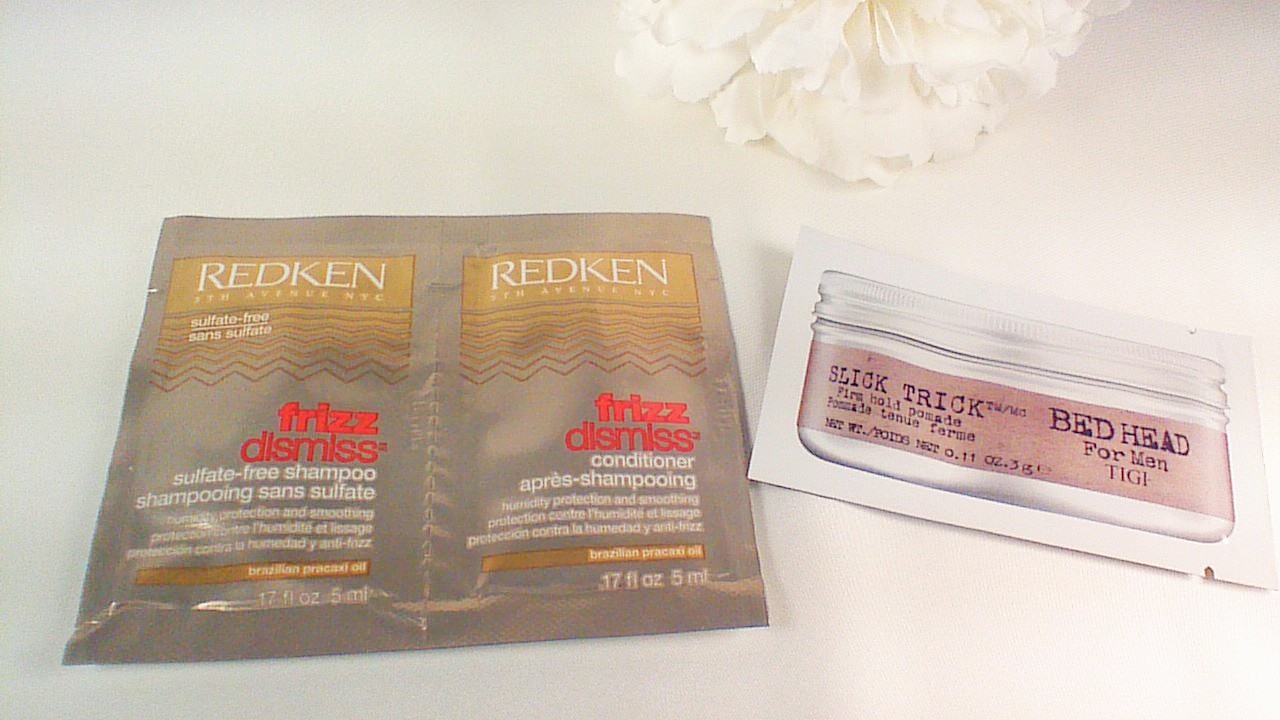 REDKEN
5TH AVENUE NYC
sulfate-free
sans sulfate
frizz
dismiss
sulfate-free shampoo
shampooing sans sulfate
humidity protection and smoothing
protection contre l'humidité et lissage
protección contra la humedad y anti-frizz
brazilian pracaxi oil
.17 fl oz 5 ml
REDKEN
5TH AVENUE NYC
frizz
dismiss
conditioner
après-shampooing
humidity protection and smoothing
protection contre l'humidité et lissage
protección contra la humedad y anti-frizz
brazilian pracaxi oil
.17 fl oz 5 ml
SLICK TRICK™/MC
Firm hold pomade
Pommade tenue ferme
NET WT./POIDS NET 0.11 oz.3 g℮
BED HEAD
For Men
TIGI